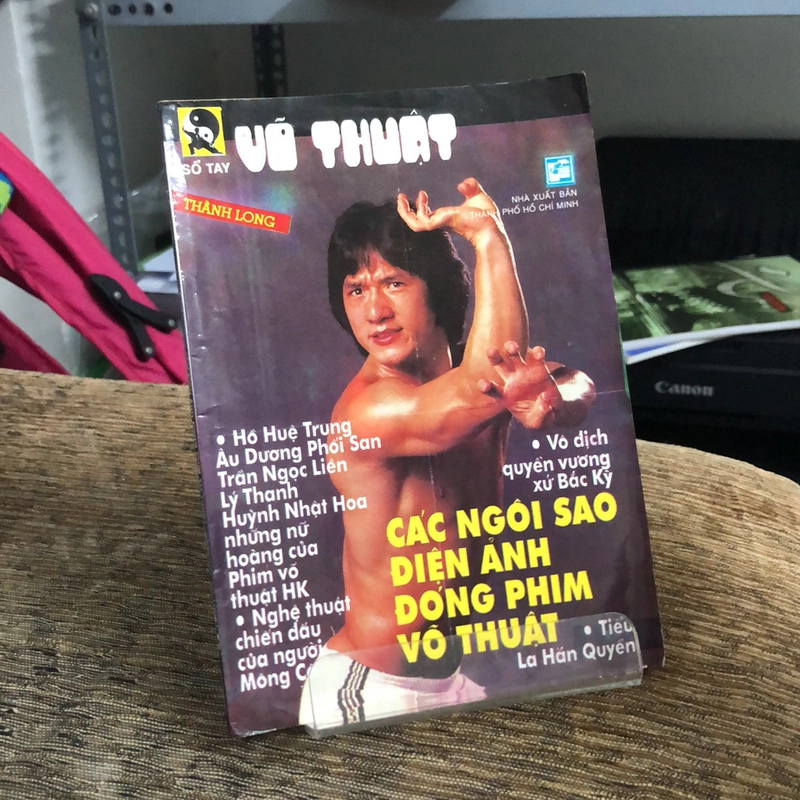 SỔ TAY
VÕ THUẬT
THÀNH LONG
NHÀ XUẤT BẢN
THÀNH PHỐ HỒ CHÍ MINH
• Hồ Huệ Trung
Âu Dương Phối San
Trần Ngọc Liên
Lý Thanh
Huỳnh Nhật Hoa
những nữ
hoàng của
Phim võ
thuật HK
• Nghệ thuật
chiến đấu
của người
Mông
• Vô dịch
quyền vương
xứ Bắc Kỳ
CÁC NGÔI SAO
ĐIỆN ẢNH
ĐÓNG PHIM
VÕ THUẬT
• Tiểu
La Hán Quyền
Canon